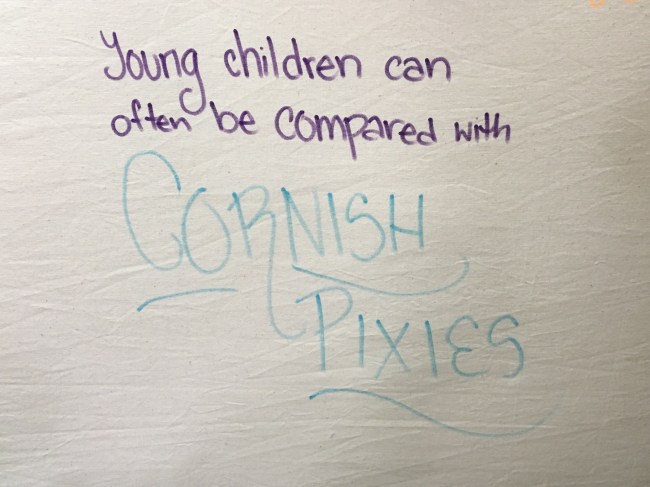 Young children can
often be compared with
CORNISH
PIXIES